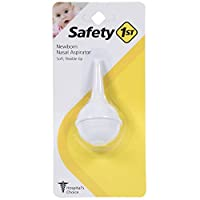 Safety 1st
Newborn
Nasal Aspirator
Soft, flexible tip
Hospital's
Choice